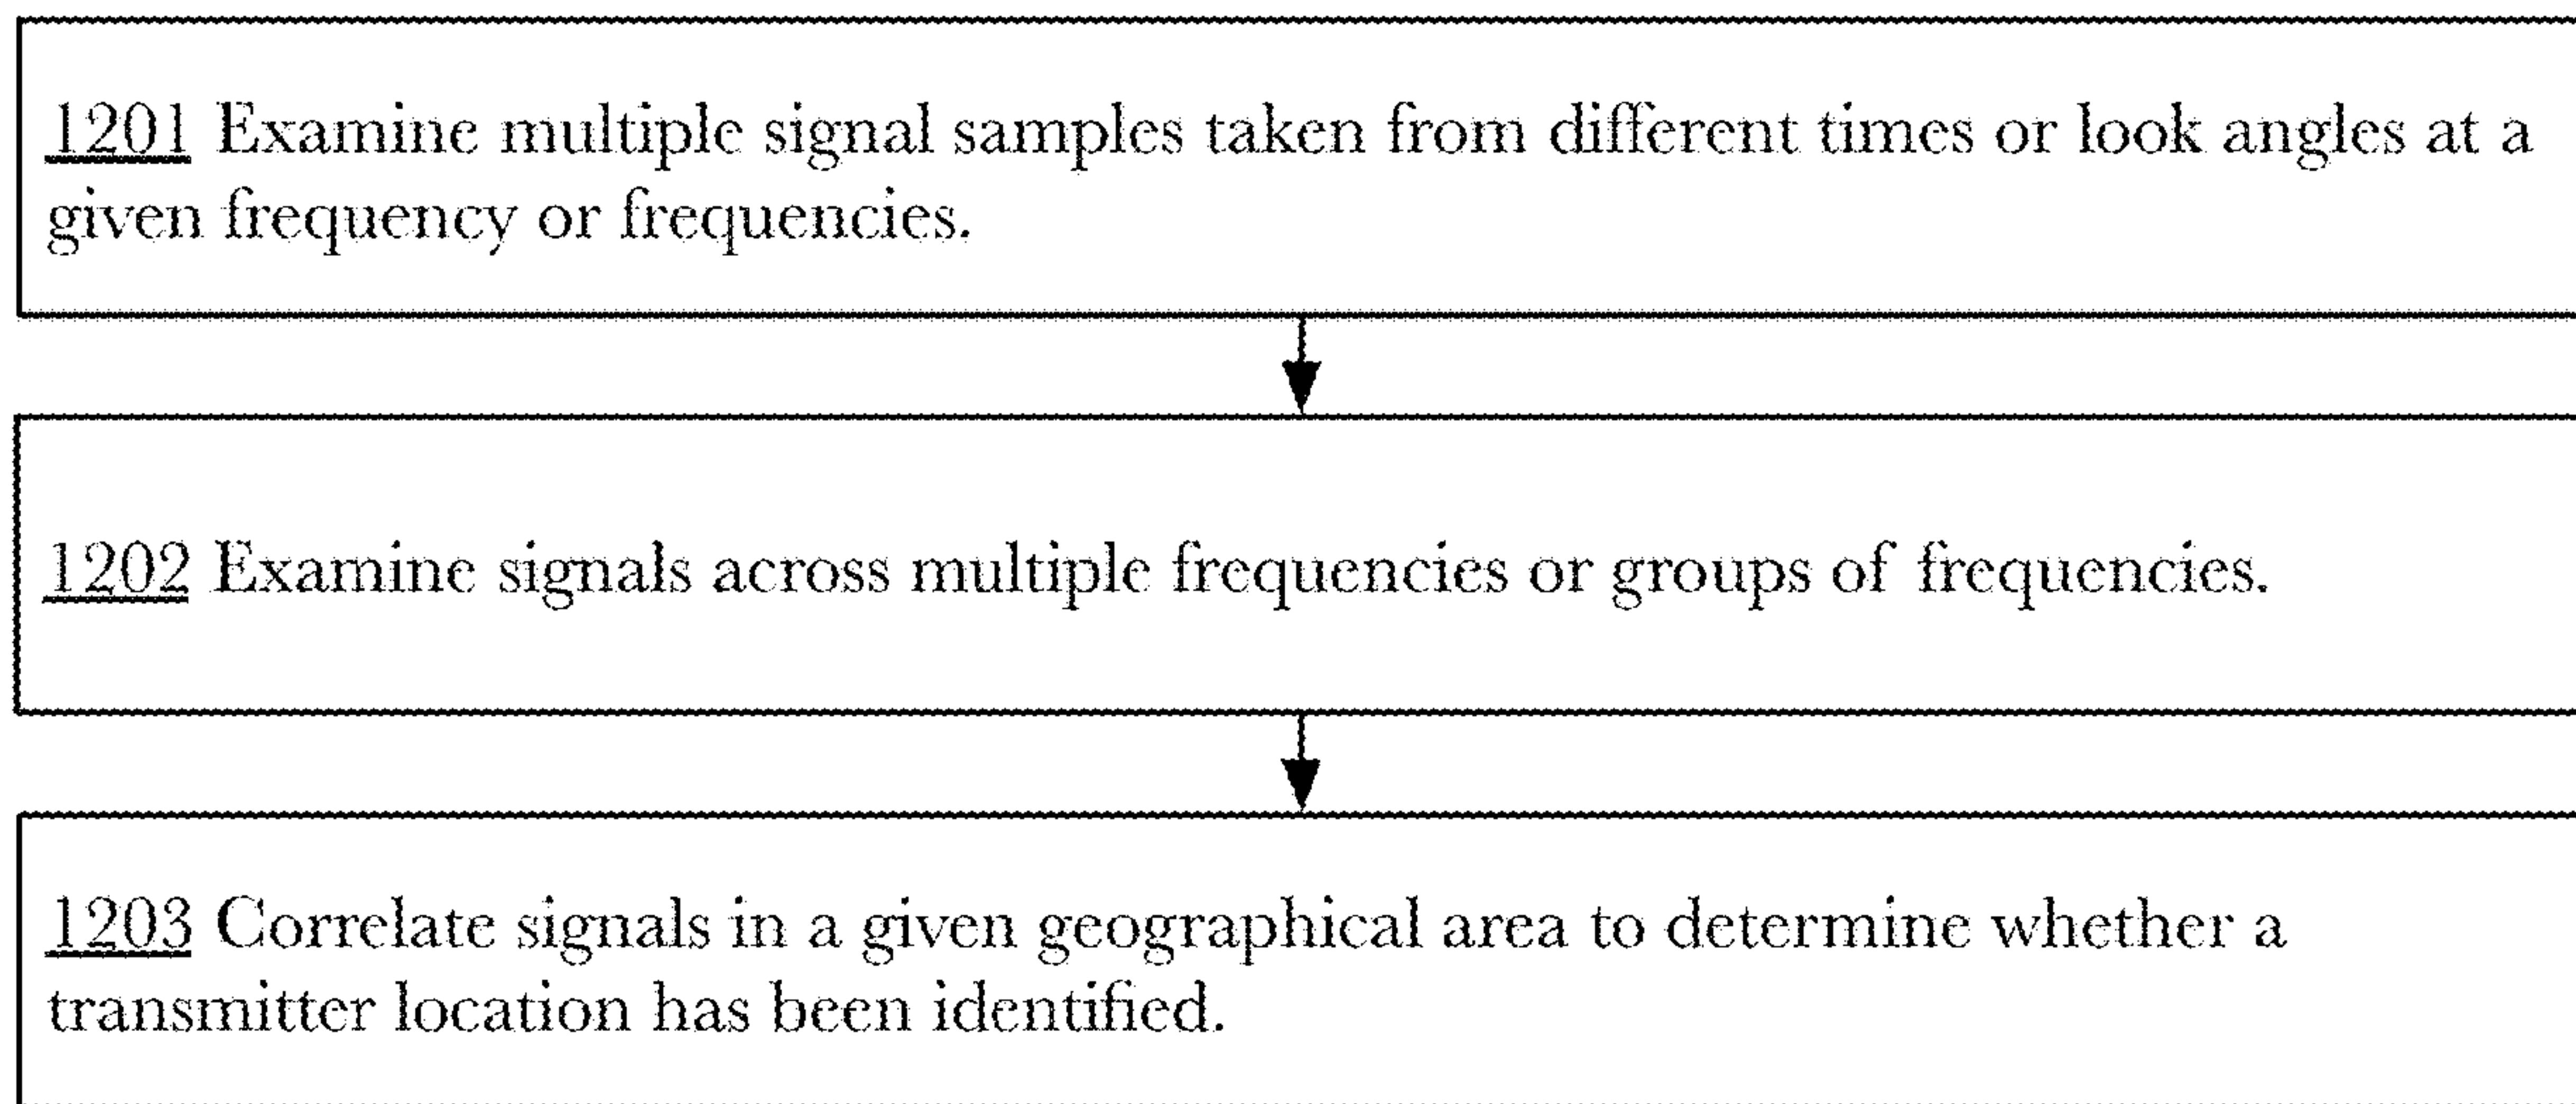 1201 Examine multiple signal samples taken from different times or look angles at a
given frequency or frequencies.
1202 Examine signals across multiple frequencies or groups of frequencies.
1203 Correlate signals in a given geographical area to determine whether a
transmitter location has been identified.